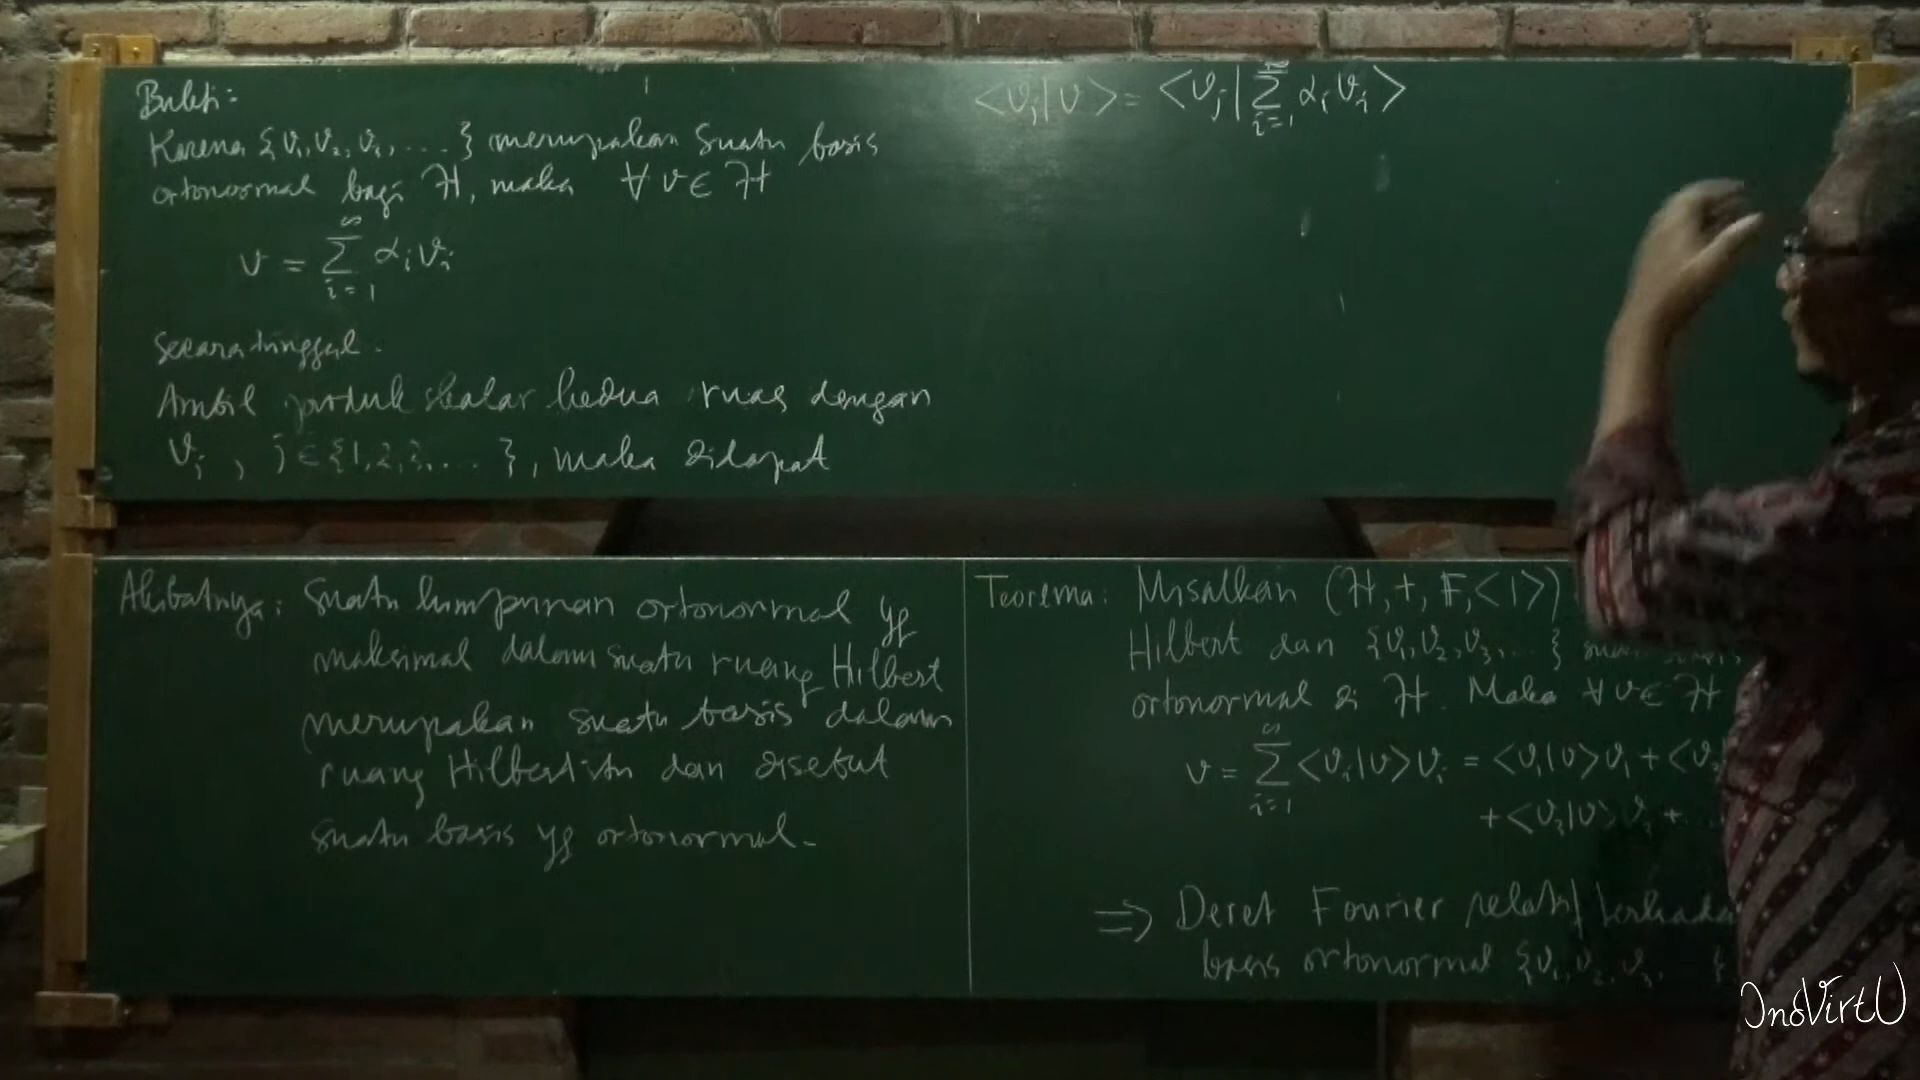 Bukti:
Karena {v₁, v₂, v₃, ...} merupakan suatu basis
ortonormal bagi H, maka ∀ v ∈ H
v = ∑_{i=1}^{∞} αᵢ vᵢ
secara tunggal.
Ambil produk skalar kedua ruas dengan
vⱼ, j ∈ {1, 2, 3, ...}, maka didapat
<vⱼ|v> = <vⱼ| ∑_{i=1}^{∞} αᵢ vᵢ>
Akibatnya: Suatu himpunan ortonormal yg
maksimal dalam suatu ruang Hilbert
merupakan suatu basis dalam
ruang Hilbert itu dan disebut
suatu basis yg ortonormal.
Teorema: Misalkan (H, +, F, <|>)
Hilbert dan {v₁, v₂, v₃, ...}
ortonormal di H. Maka ∀ v ∈ H
v = ∑_{i=1}^{∞} <vᵢ|v> vᵢ = <v₁|v> v₁ + <v₂|
+ <v₃|v> v₃ + ..
⇒ Deret Fourier relatif
basis ortonormal {v₁, v₂, v₃,
InoVirtU